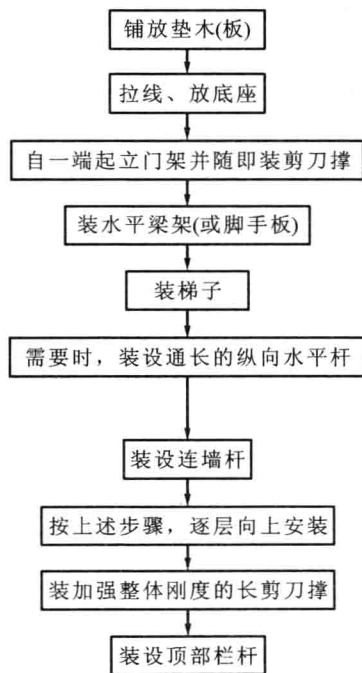 铺放垫木(板)
拉线、放底座
自一端起立门架并随即装剪刀撑
装水平梁架(或脚手板)
装梯子
需要时，装设通长的纵向水平杆
装设连墙杆
按上述步骤，逐层向上安装
装加强整体刚度的长剪刀撑
装设顶部栏杆